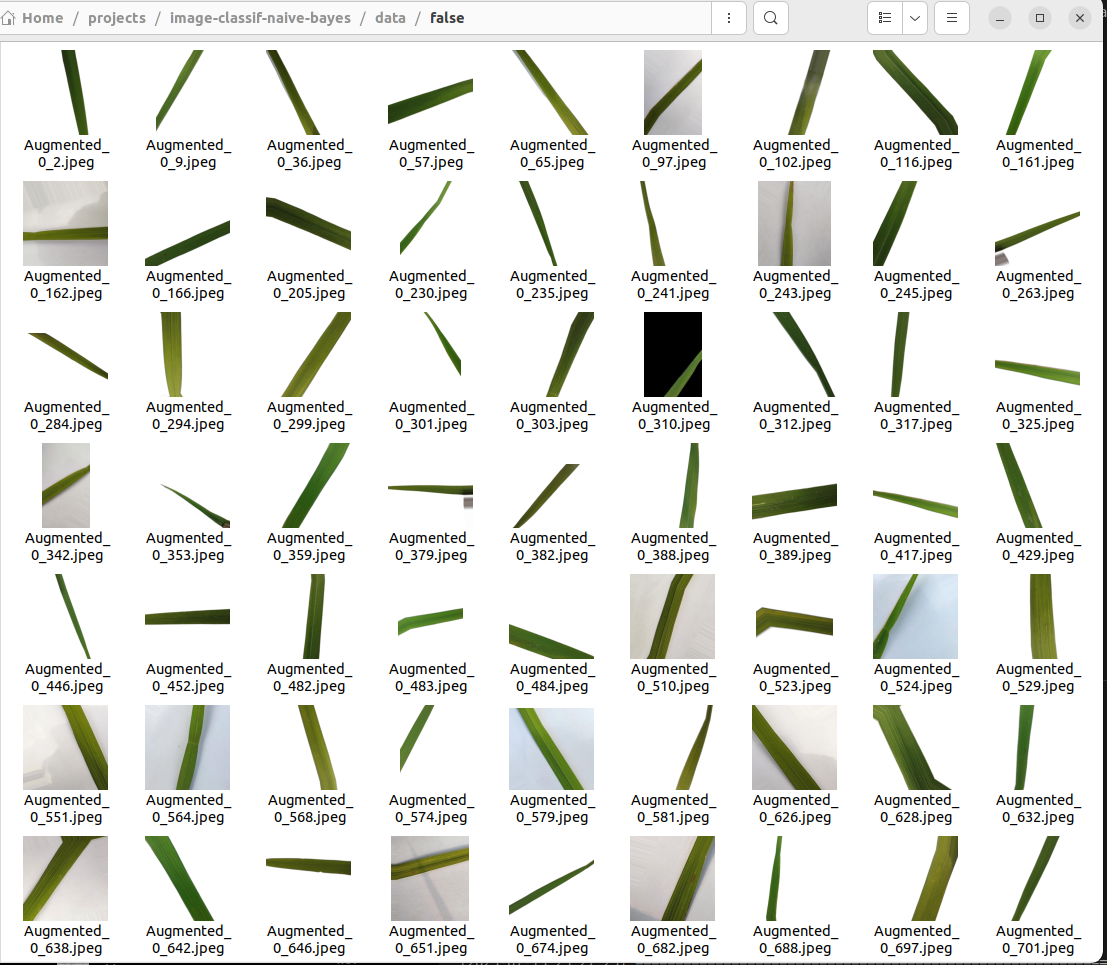 Home / projects / image-classif-naive-bayes / data / false
Augmented_ Augmented_ Augmented_ Augmented_ Augmented_ Augmented_ Augmented_ Augmented_ Augmented_
0_2.jpeg 0_9.jpeg 0_36.jpeg 0_57.jpeg 0_65.jpeg 0_97.jpeg 0_102.jpeg 0_116.jpeg 0_161.jpeg
Augmented_ Augmented_ Augmented_ Augmented_ Augmented_ Augmented_ Augmented_ Augmented_ Augmented_
0_162.jpeg 0_166.jpeg 0_205.jpeg 0_230.jpeg 0_235.jpeg 0_241.jpeg 0_243.jpeg 0_245.jpeg 0_263.jpeg
Augmented_ Augmented_ Augmented_ Augmented_ Augmented_ Augmented_ Augmented_ Augmented_ Augmented_
0_284.jpeg 0_294.jpeg 0_299.jpeg 0_301.jpeg 0_303.jpeg 0_310.jpeg 0_312.jpeg 0_317.jpeg 0_325.jpeg
Augmented_ Augmented_ Augmented_ Augmented_ Augmented_ Augmented_ Augmented_ Augmented_ Augmented_
0_342.jpeg 0_353.jpeg 0_359.jpeg 0_379.jpeg 0_382.jpeg 0_388.jpeg 0_389.jpeg 0_417.jpeg 0_429.jpeg
Augmented_ Augmented_ Augmented_ Augmented_ Augmented_ Augmented_ Augmented_ Augmented_ Augmented_
0_446.jpeg 0_452.jpeg 0_482.jpeg 0_483.jpeg 0_484.jpeg 0_510.jpeg 0_523.jpeg 0_524.jpeg 0_529.jpeg
Augmented_ Augmented_ Augmented_ Augmented_ Augmented_ Augmented_ Augmented_ Augmented_ Augmented_
0_551.jpeg 0_564.jpeg 0_568.jpeg 0_574.jpeg 0_579.jpeg 0_581.jpeg 0_626.jpeg 0_628.jpeg 0_632.jpeg
Augmented_ Augmented_ Augmented_ Augmented_ Augmented_ Augmented_ Augmented_ Augmented_ Augmented_
0_638.jpeg 0_642.jpeg 0_646.jpeg 0_651.jpeg 0_674.jpeg 0_682.jpeg 0_688.jpeg 0_697.jpeg 0_701.jpeg